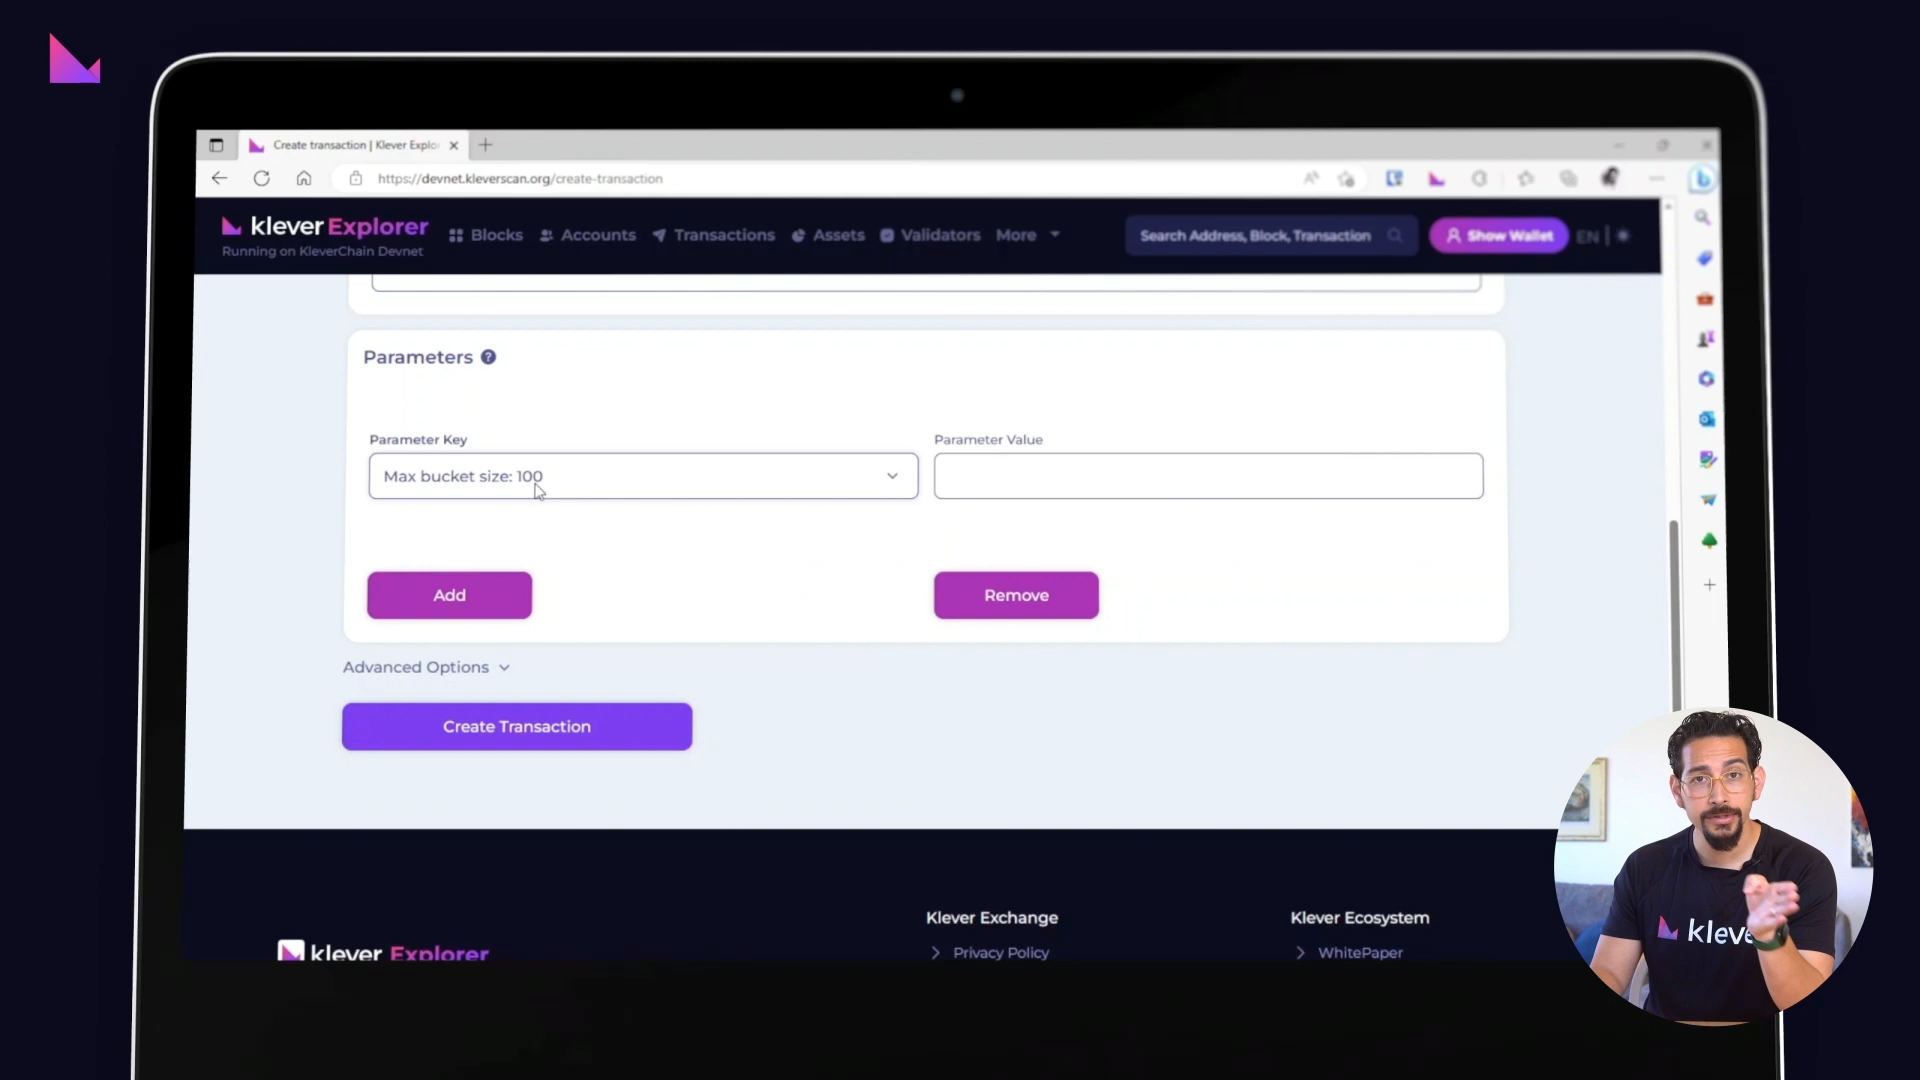 Create transaction | Klever Explo
https://devnet.kleverscan.org/create-transaction
klever Explorer
Running on KleverChain Devnet
Blocks
Accounts
Transactions
Assets
Validators
More
Search Address, Block, Transaction
Show Wallet
EN
Parameters
Parameter Key
Parameter Value
Max bucket size: 100
Add
Remove
Advanced Options
Create Transaction
klever Explorer
Klever Exchange
Privacy Policy
Klever Ecosystem
WhitePaper
kleve